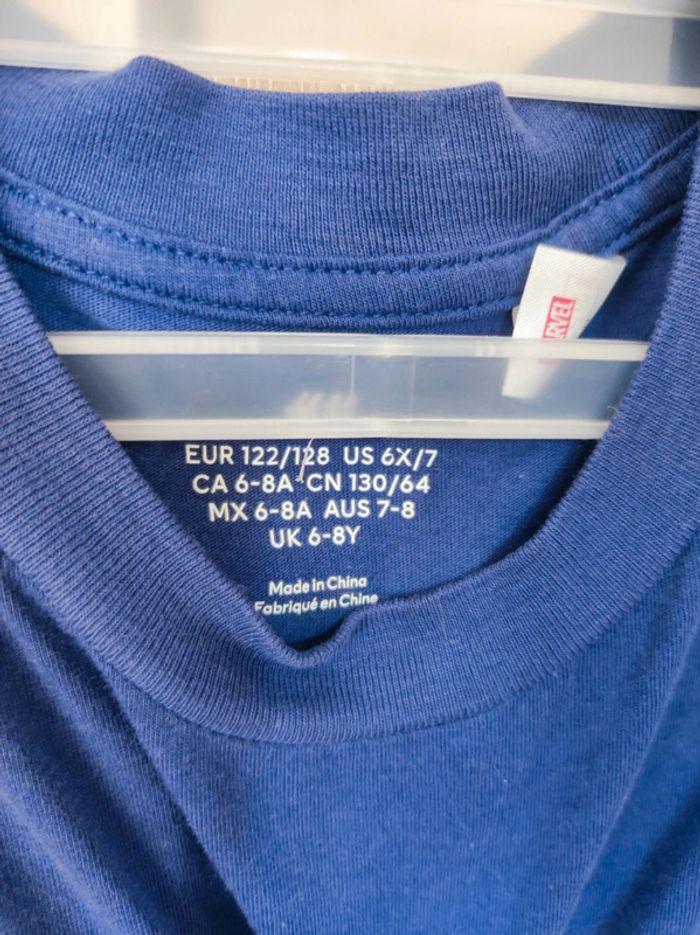 ARVEL
EUR 122/128 US 6X/7
CA 6-8A CN 130/64
MX 6-8A AUS 7-8
UK 6-8Y
Made in China
Fabriqué en Chine